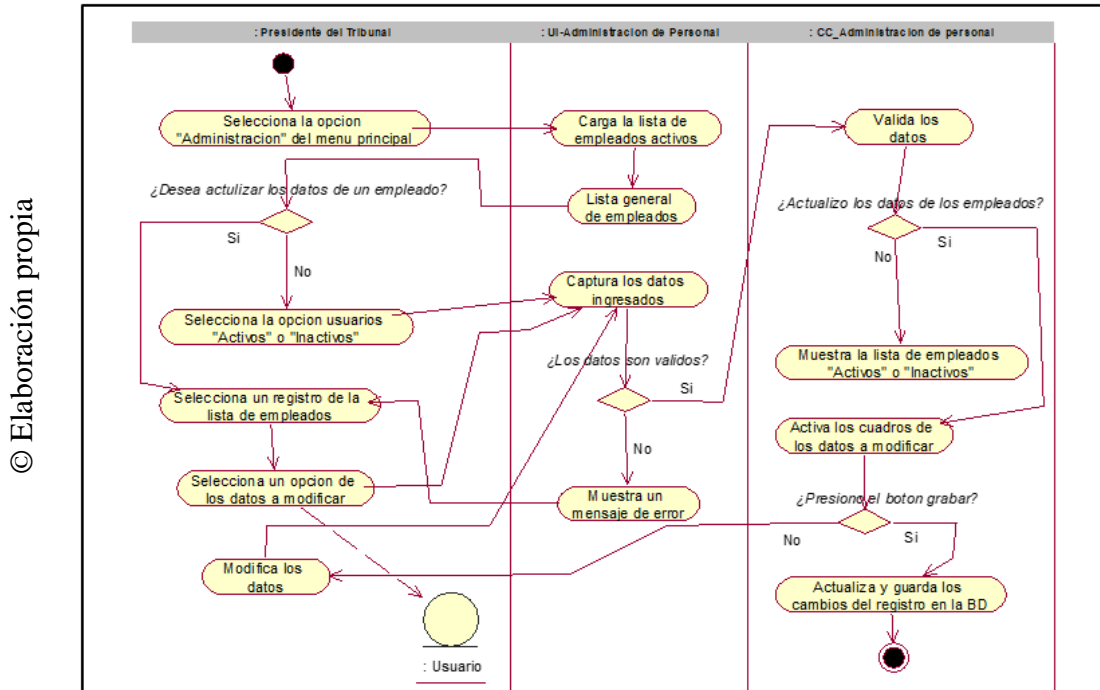 © Elaboración propia
: Presidente del Tribunal
: UI-Administracion de Personal
: CC_Administracion de personal
Selecciona la opcion
"Administracion" del menu principal
Carga la lista de
empleados activos
Valida los
datos
¿Desea actulizar los datos de un empleado?
Lista general
de empleados
¿Actualizo los datos de los empleados?
Si
No
Si
No
Captura los datos
ingresados
Selecciona la opcion usuarios
"Activos" o "Inactivos"
¿Los datos son validos?
Muestra la lista de empleados
"Activos" o "Inactivos"
Si
Selecciona un registro de la
lista de empleados
Activa los cuadros de
los datos a modificar
No
Selecciona un opcion de
los datos a modificar
Muestra un
mensaje de error
¿Presiono el boton grabar?
No
Si
Modifica los
datos
Actualiza y guarda los
cambios del registro en la BD
: Usuario